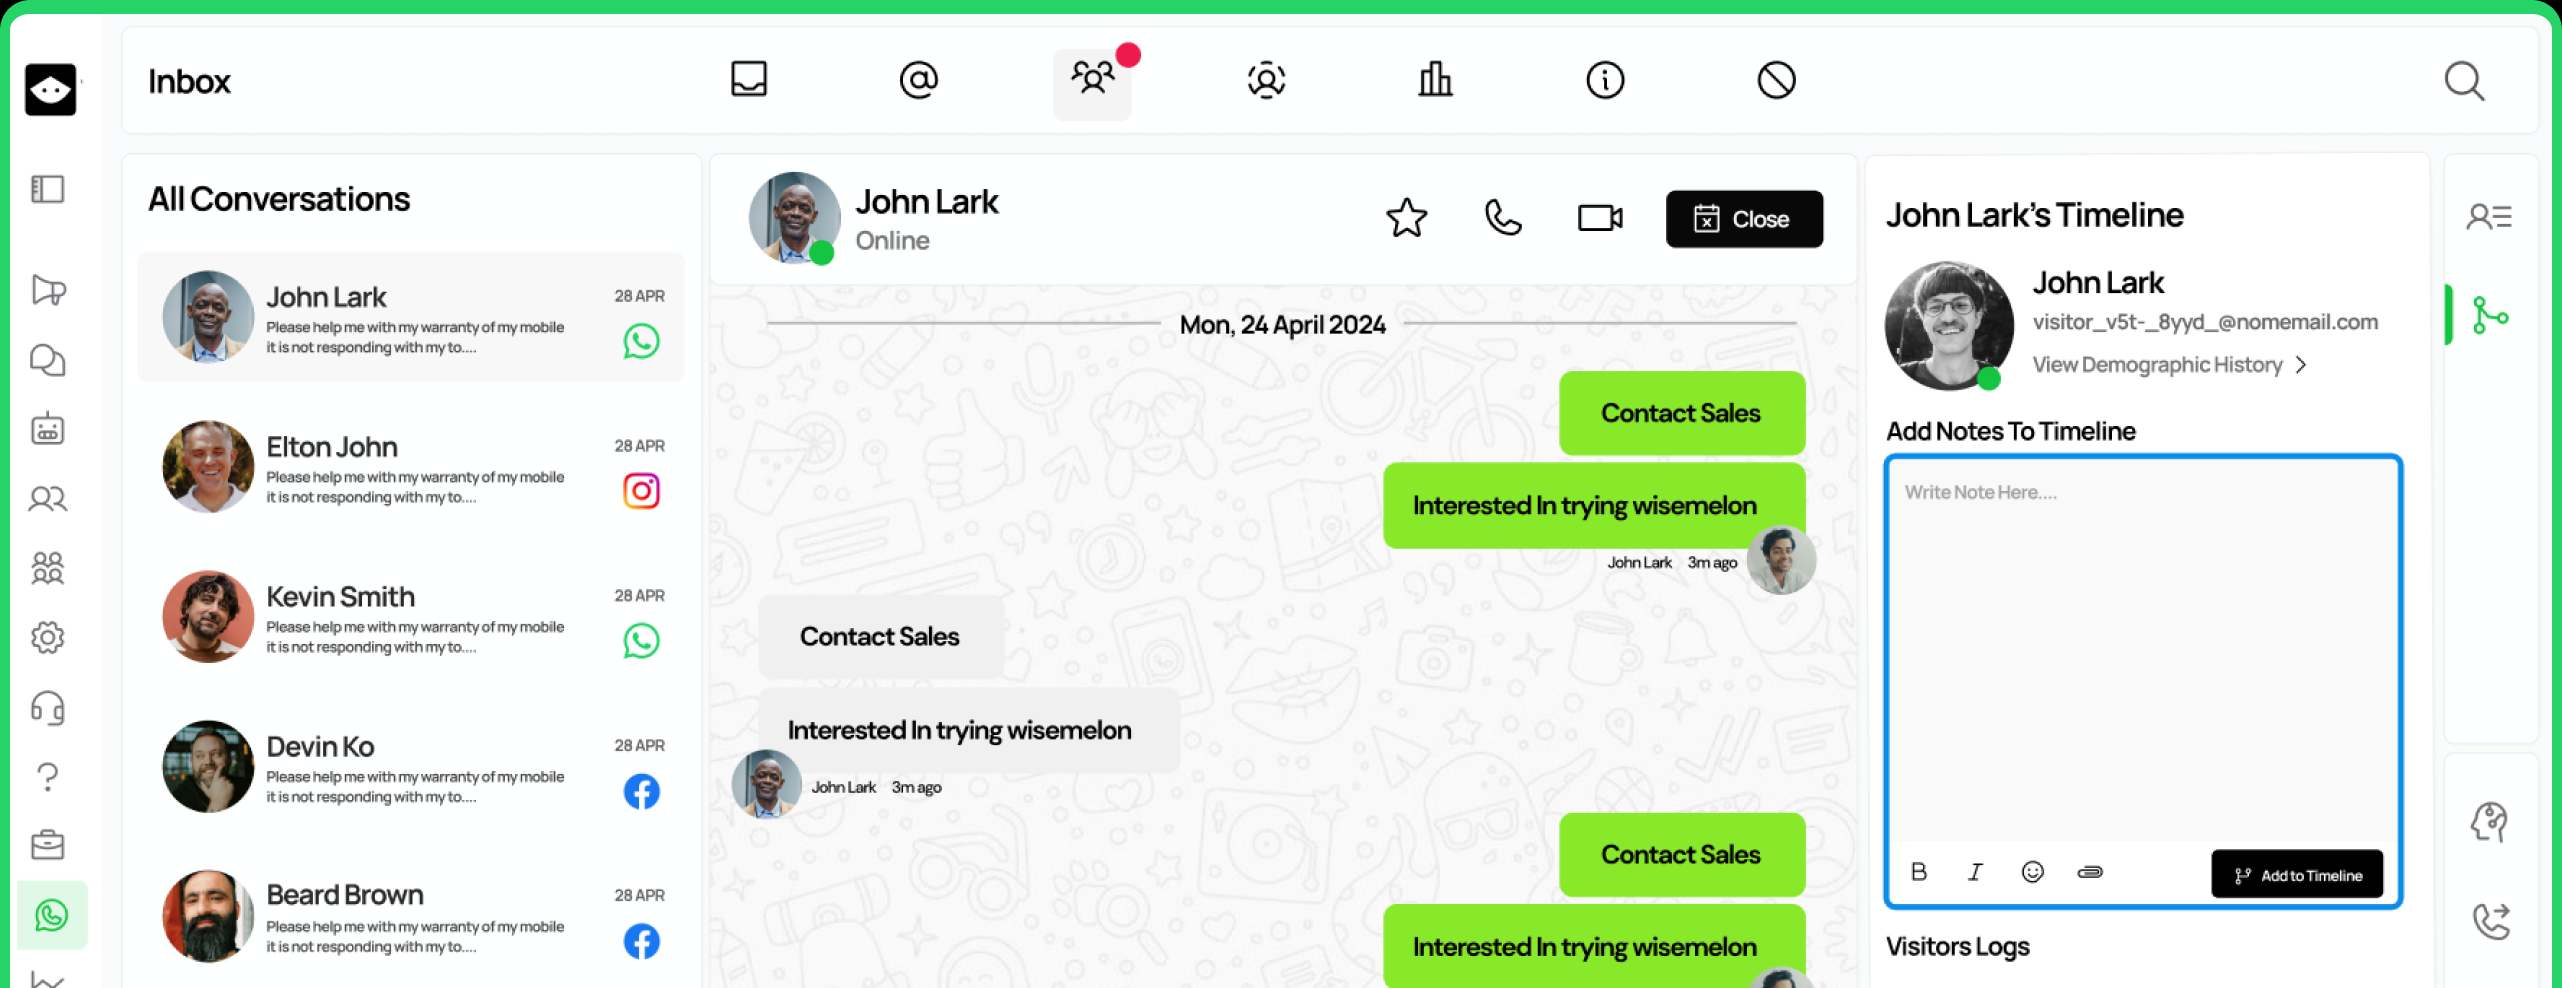 Inbox
All Conversations
John Lark
28 APR
Please help me with my warranty of my mobile
it is not responding with my to....
Elton John
28 APR
Please help me with my warranty of my mobile
it is not responding with my to....
Kevin Smith
28 APR
Please help me with my warranty of my mobile
it is not responding with my to....
Devin Ko
28 APR
Please help me with my warranty of my mobile
it is not responding with my to....
Beard Brown
28 APR
Please help me with my warranty of my mobile
it is not responding with my to....
John Lark
Online
Close
Mon, 24 April 2024
Contact Sales
Interested In trying wisemelon
John Lark 3m ago
Contact Sales
Interested In trying wisemelon
John Lark 3m ago
Contact Sales
Interested In trying wisemelon
John Lark's Timeline
John Lark
visitor_v5t-_8yyd_@nomemail.com
View Demographic History
Add Notes To Timeline
Write Note Here....
B I
Add to Timeline
Visitors Logs